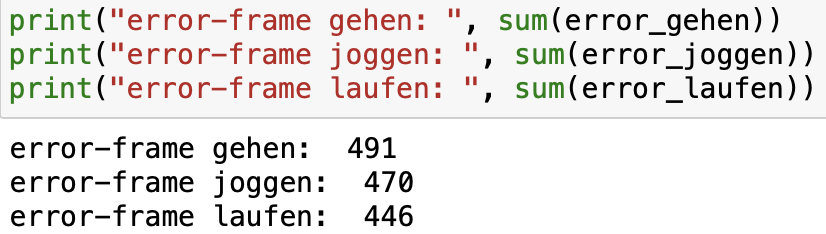 print("error-frame gehen: ", sum(error_gehen))
print("error-frame joggen: ", sum(error_joggen))
print("error-frame laufen: ", sum(error_laufen))
error-frame gehen:  491
error-frame joggen:  470
error-frame laufen:  446